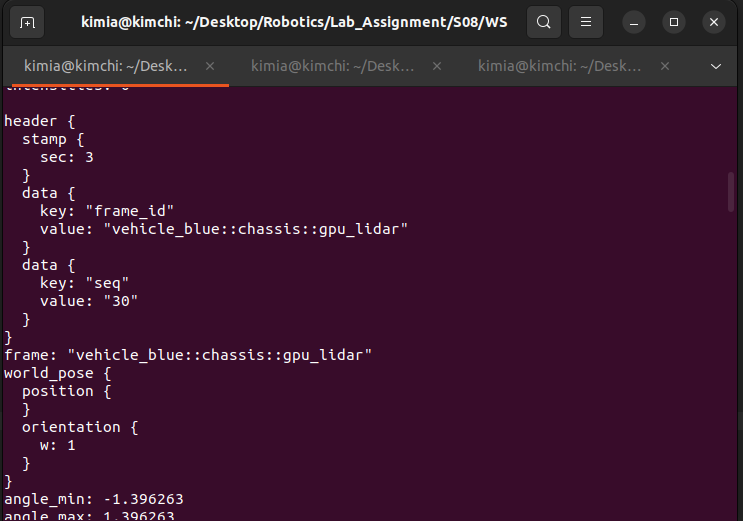 kimia@kimchi: ~/Desktop/Robotics/Lab_Assignment/S08/WS
kimia@kimchi: ~/Desk...
kimia@kimchi: ~/Desk...
kimia@kimchi: ~/Desk...
intensities: 0
header {
  stamp {
    sec: 3
  }
  data {
    key: "frame_id"
    value: "vehicle_blue::chassis::gpu_lidar"
  }
  data {
    key: "seq"
    value: "30"
  }
}
frame: "vehicle_blue::chassis::gpu_lidar"
world_pose {
  position {
  }
  orientation {
    w: 1
  }
}
angle_min: -1.396263
angle_max: 1.396263